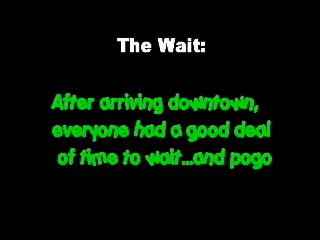 The Wait:
After arriving downtown,
everyone had a good deal
of time to wait...and pogo